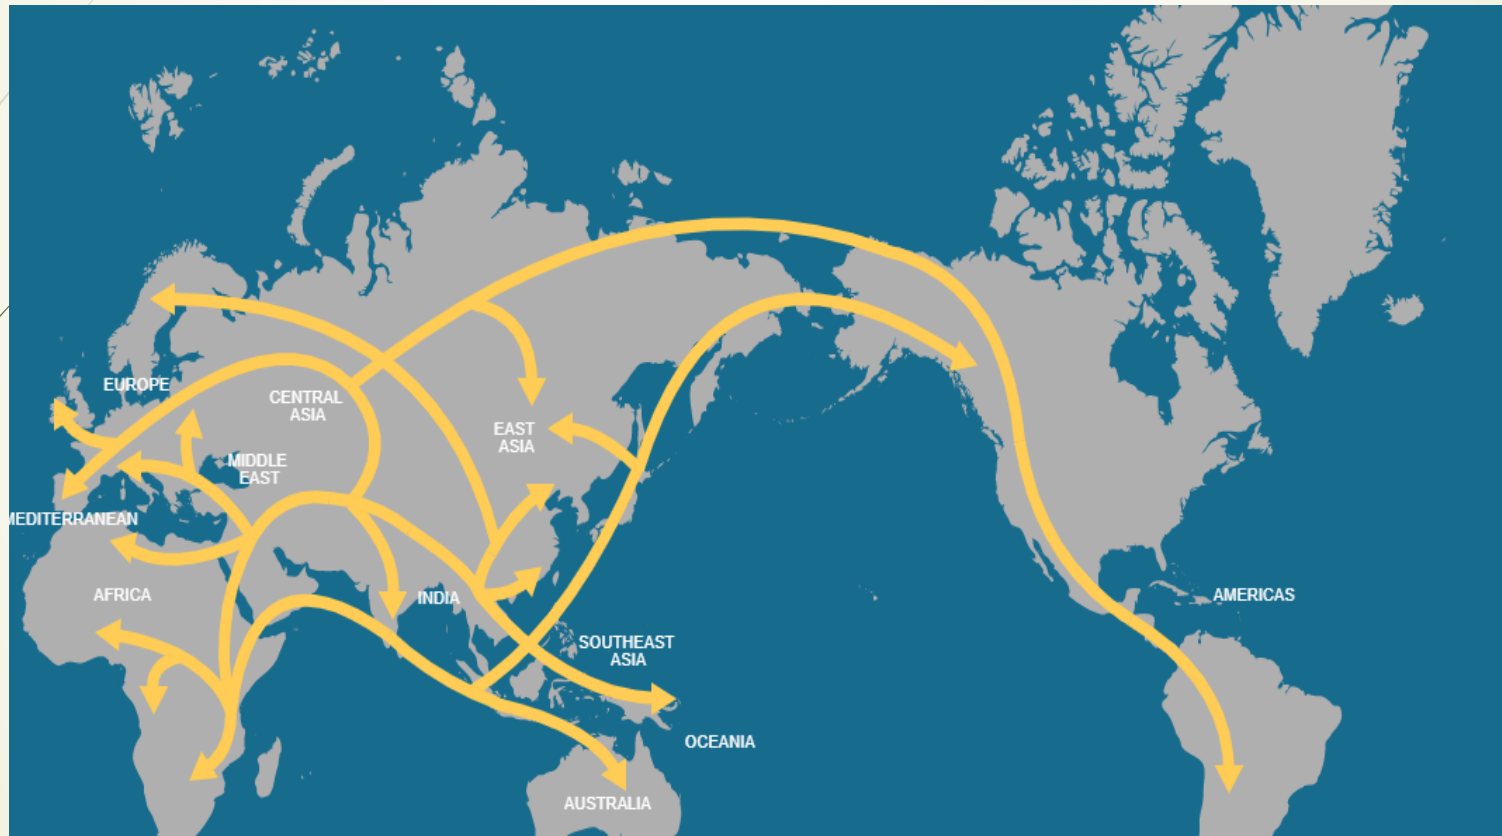 EUROPE
CENTRAL
ASIA
EAST
ASIA
MIDDLE
EAST
MEDITERRANEAN
AFRICA
INDIA
AMERICAS
SOUTHEAST
ASIA
OCEANIA
AUSTRALIA